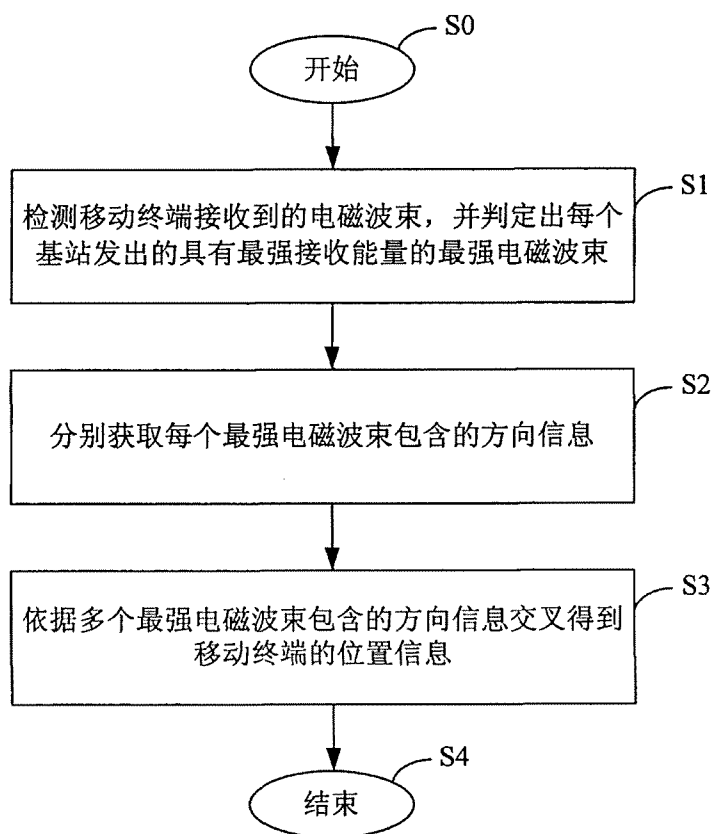 S0
开始
S1
检测移动终端接收到的电磁波束，并判定出每个
基站发出的具有最强接收能量的最强电磁波束
S2
分别获取每个最强电磁波束包含的方向信息
S3
依据多个最强电磁波束包含的方向信息交叉得到
移动终端的位置信息
S4
结束